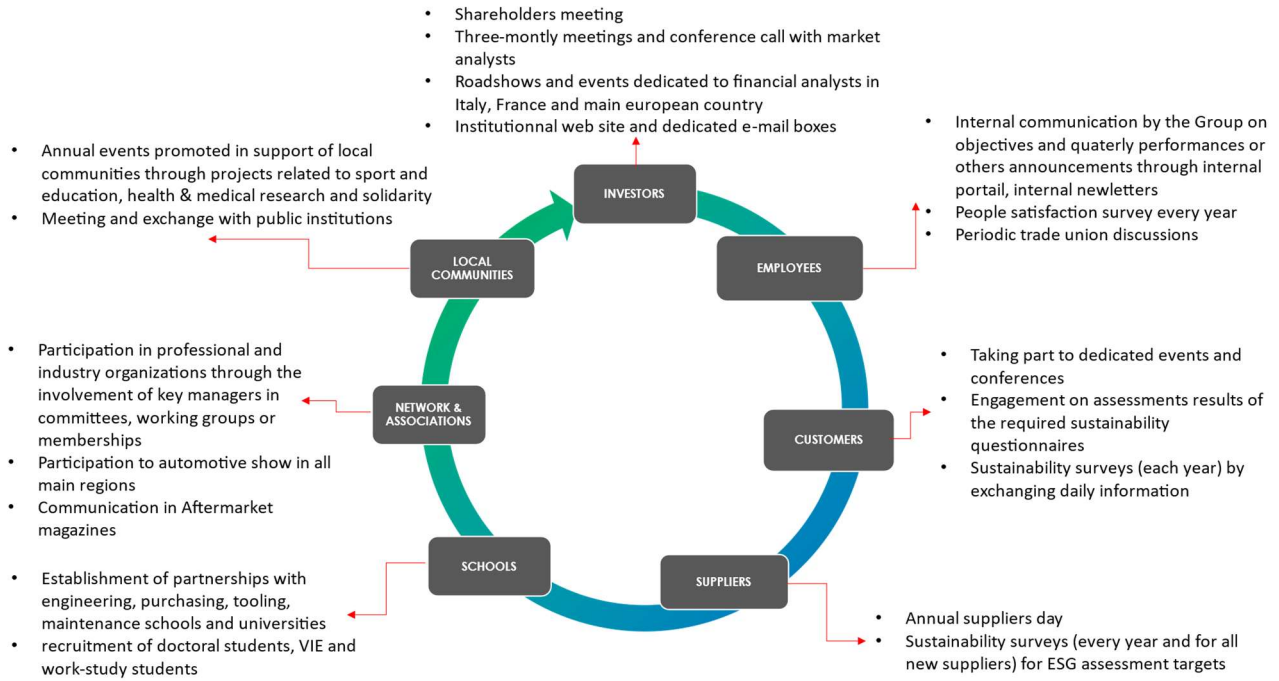 • Shareholders meeting
• Three-montly meetings and conference call with market
analysts
• Roadshows and events dedicated to financial analysts in
Italy, France and main european country
• Institutionnal web site and dedicated e-mail boxes
INVESTORS
• Internal communication by the Group on
objectives and quaterly performances or
others announcements through internal
portail, internal newletters
• People satisfaction survey every year
• Periodic trade union discussions
EMPLOYEES
• Taking part to dedicated events and
conferences
• Engagement on assessments results of
the required sustainability
questionnaires
• Sustainability surveys (each year) by
exchanging daily information
CUSTOMERS
• Annual suppliers day
• Sustainability surveys (every year and for all
new suppliers) for ESG assessment targets
SUPPLIERS
• Establishment of partnerships with
engineering, purchasing, tooling,
maintenance schools and universities
• recruitment of doctoral students, VIE and
work-study students
SCHOOLS
• Participation in professional and
industry organizations through the
involvement of key managers in
committees, working groups or
memberships
• Participation to automotive show in all
main regions
• Communication in Aftermarket
magazines
NETWORK &
ASSOCIATIONS
• Annual events promoted in support of local
communities through projects related to sport and
education, health & medical research and solidarity
• Meeting and exchange with public institutions
LOCAL
COMMUNITIES